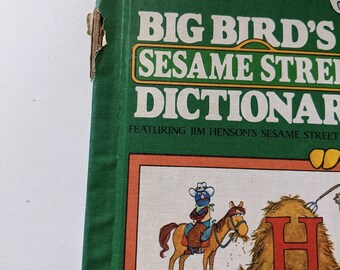 BIG BIRD'S
SESAME STREE
DICTIONAR
FEATURING JIM HENSON'S SESAME STREET
H